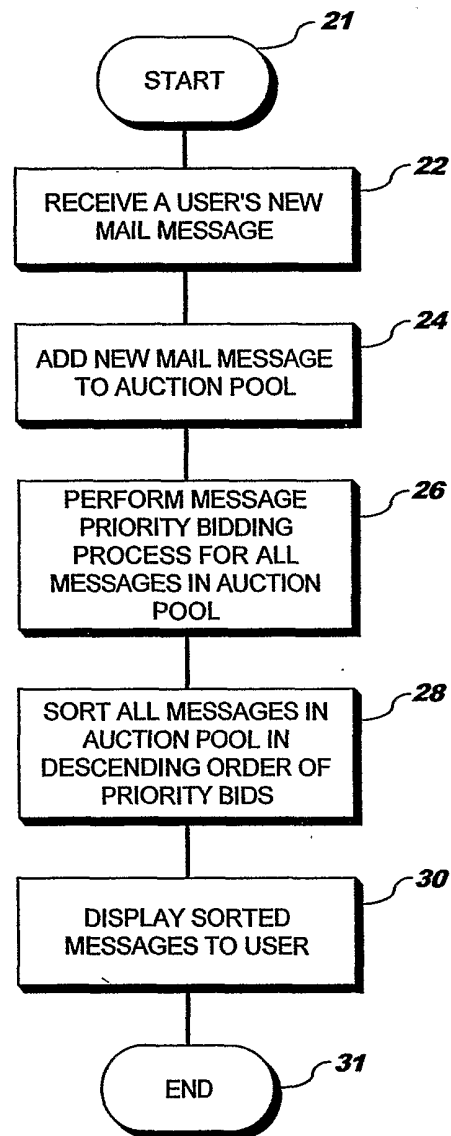 21
START
22
RECEIVE A USER'S NEW
MAIL MESSAGE
24
ADD NEW MAIL MESSAGE
TO AUCTION POOL
26
PERFORM MESSAGE
PRIORITY BIDDING
PROCESS FOR ALL
MESSAGES IN AUCTION
POOL
28
SORT ALL MESSAGES IN
AUCTION POOL IN
DESCENDING ORDER OF
PRIORITY BIDS
30
DISPLAY SORTED
MESSAGES TO USER
31
END